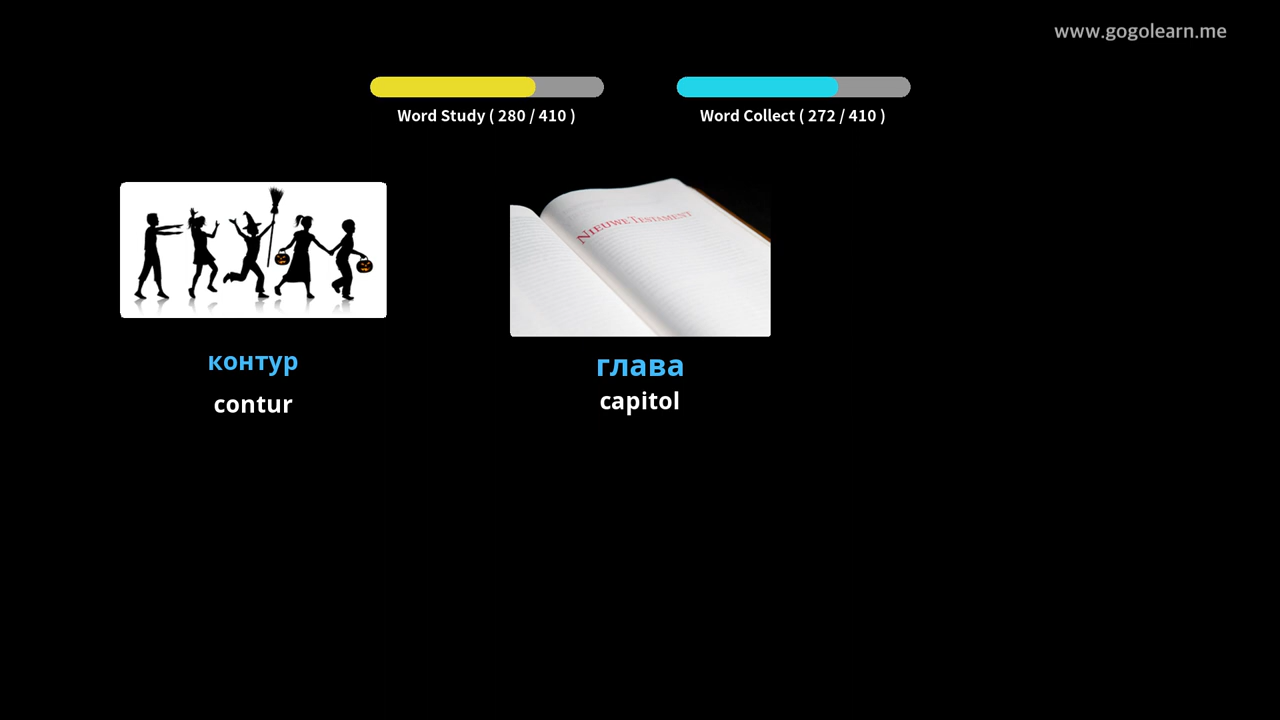 www.gogolearn.me
Word Study ( 280 / 410 )
Word Collect ( 272 / 410 )
NIEUWE TESTAMENT
контур
contur
глава
capitol